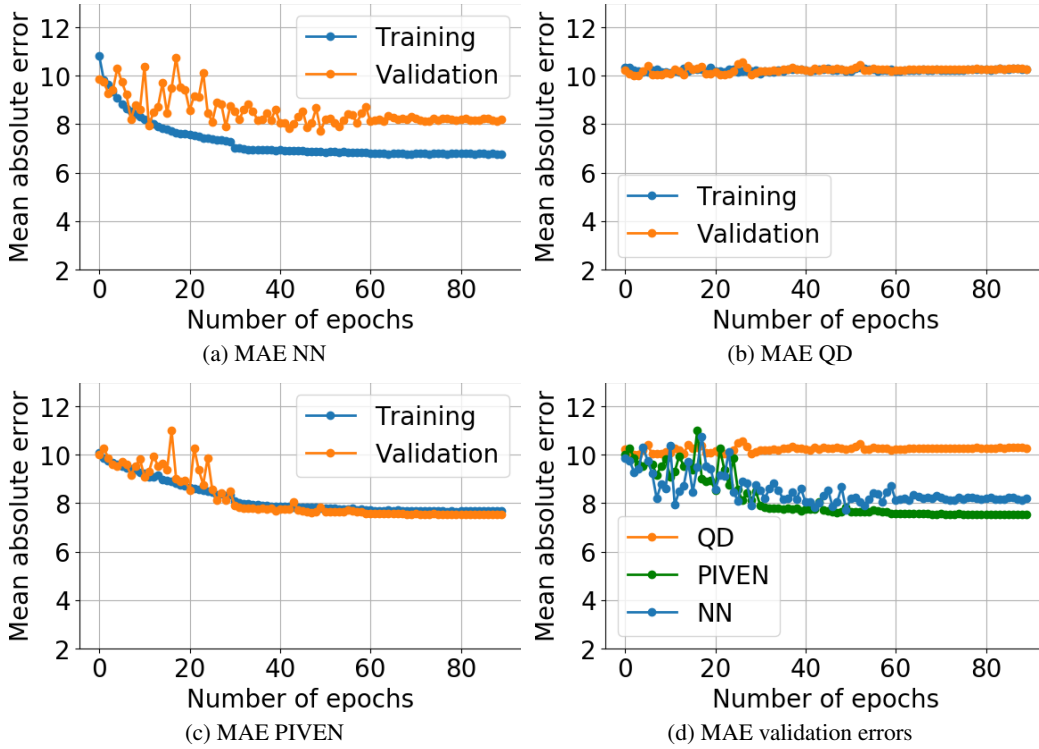 12
10
8
6
4
2
Mean absolute error
Training
Validation
0 20 40 60 80
Number of epochs
(a) MAE NN
12
10
8
6
4
2
Mean absolute error
Training
Validation
0 20 40 60 80
Number of epochs
(b) MAE QD
12
10
8
6
4
2
Mean absolute error
Training
Validation
0 20 40 60 80
Number of epochs
(c) MAE PIVEN
12
10
8
6
4
2
Mean absolute error
QD
PIVEN
NN
0 20 40 60 80
Number of epochs
(d) MAE validation errors